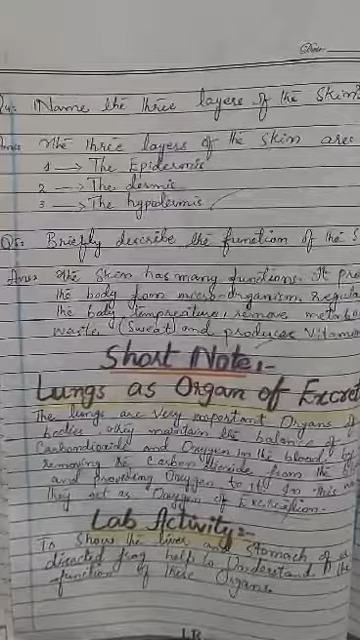 Date
Q4: Name the three layers of the Skin?
Ans: The three layers of the Skin are
1 → The Epidermis
2 → The dermis
3 → The hypodermis
Q5: Briefly describe the function of the S
Ans: The Skin has many functions. It pro
the body from micro-organism, Regula
the body tempreature, remove metabo
waste (Sweat) and produces Vitamin
Short Note:-
Lungs as Organ of Excret
The lungs are very important Organs
bodies. They maintain the balance of
Carbondioxide and Oxygen in the blood by
removing the Carbon dioxide from the
and providing Oxygen to it. In this
they act as Oxygen of Excretion.
Lab Activity:-
To Show the liver and Stomach of
disected frog help to Understand the
function of these Organs.